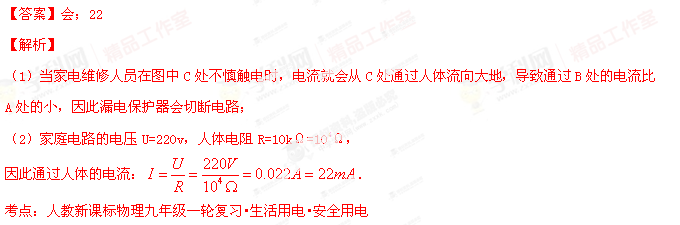 【答案】会；22
【解析】
（1）当家电维修人员在图中 C 处不慎触电时，电流就会从 C 处通过人体流向大地，导致通过 B 处的电流比
A 处的小，因此漏电保护器会切断电路；
（2）家庭电路的电压 U=220v，人体电阻 R=10kΩ=10⁴Ω，
因此通过人体的电流：I=U/R=220V/10⁴Ω=0.022A=22mA．
考点：人教新课标物理九年级一轮复习·生活用电·安全用电